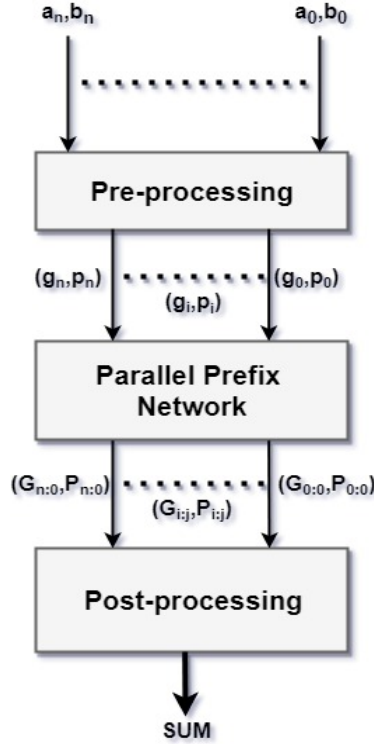 aₙ,bₙ a₀,b₀
Pre-processing
(gₙ,pₙ) (g₀,p₀)
(gᵢ,pᵢ)
Parallel Prefix
Network
(Gₙ:₀,Pₙ:₀) (G₀:₀,P₀:₀)
(Gᵢ:ⱼ,Pᵢ:ⱼ)
Post-processing
SUM